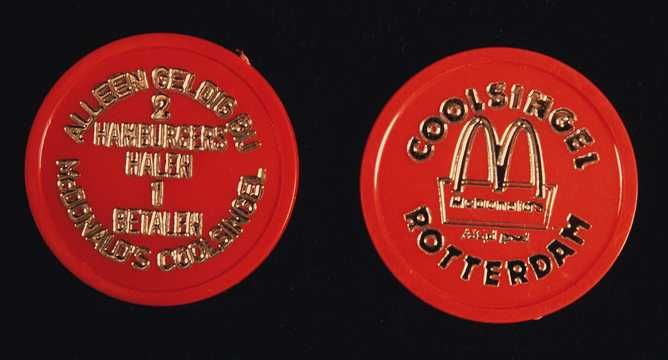 ALLEEN GELDIG BIJ
2
HAMBURGERS
HALEN
1
BETALEN
McDONALD'S COOLSINGEL
COOLSINGEL
McDonald's
ROTTERDAM